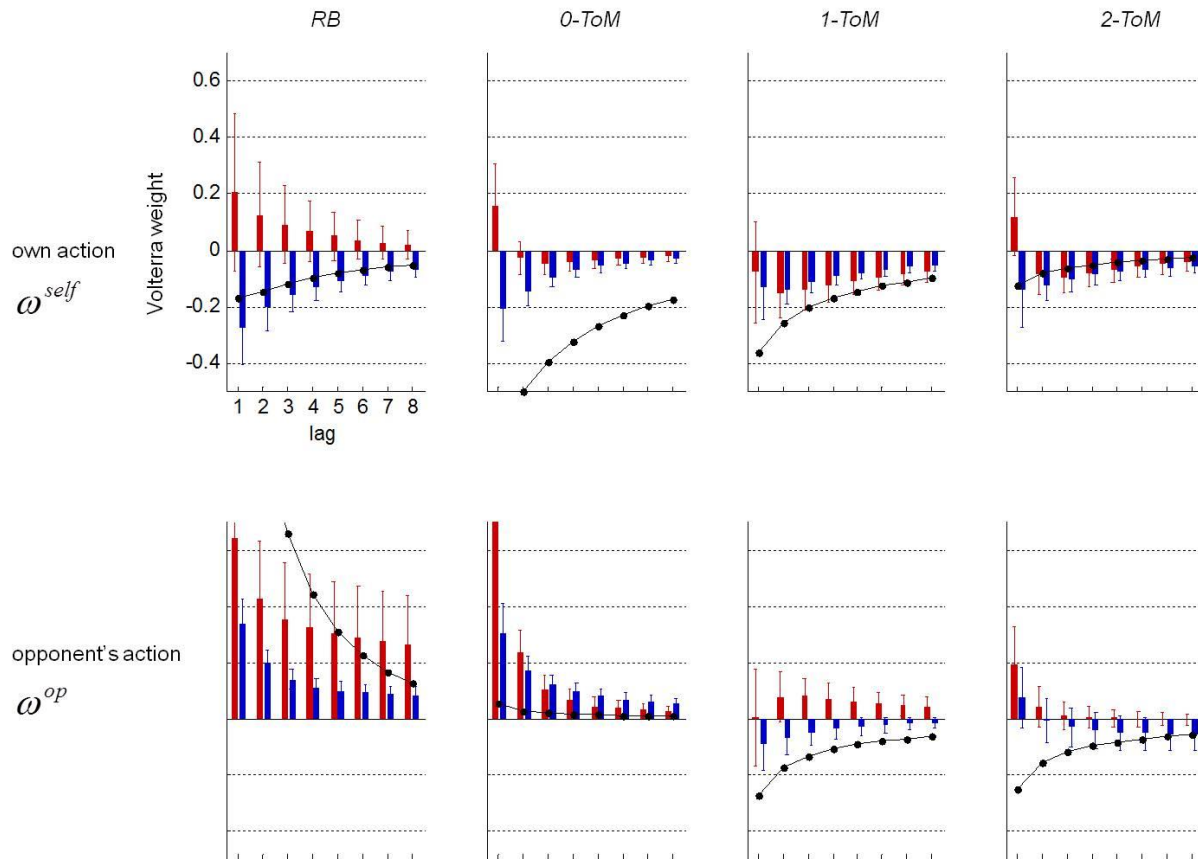 RB 0-ToM 1-ToM 2-ToM
0.6
0.4
0.2
0
-0.2
-0.4
Volterra weight
own action
ω^self
1 2 3 4 5 6 7 8
lag
opponent's action
ω^op